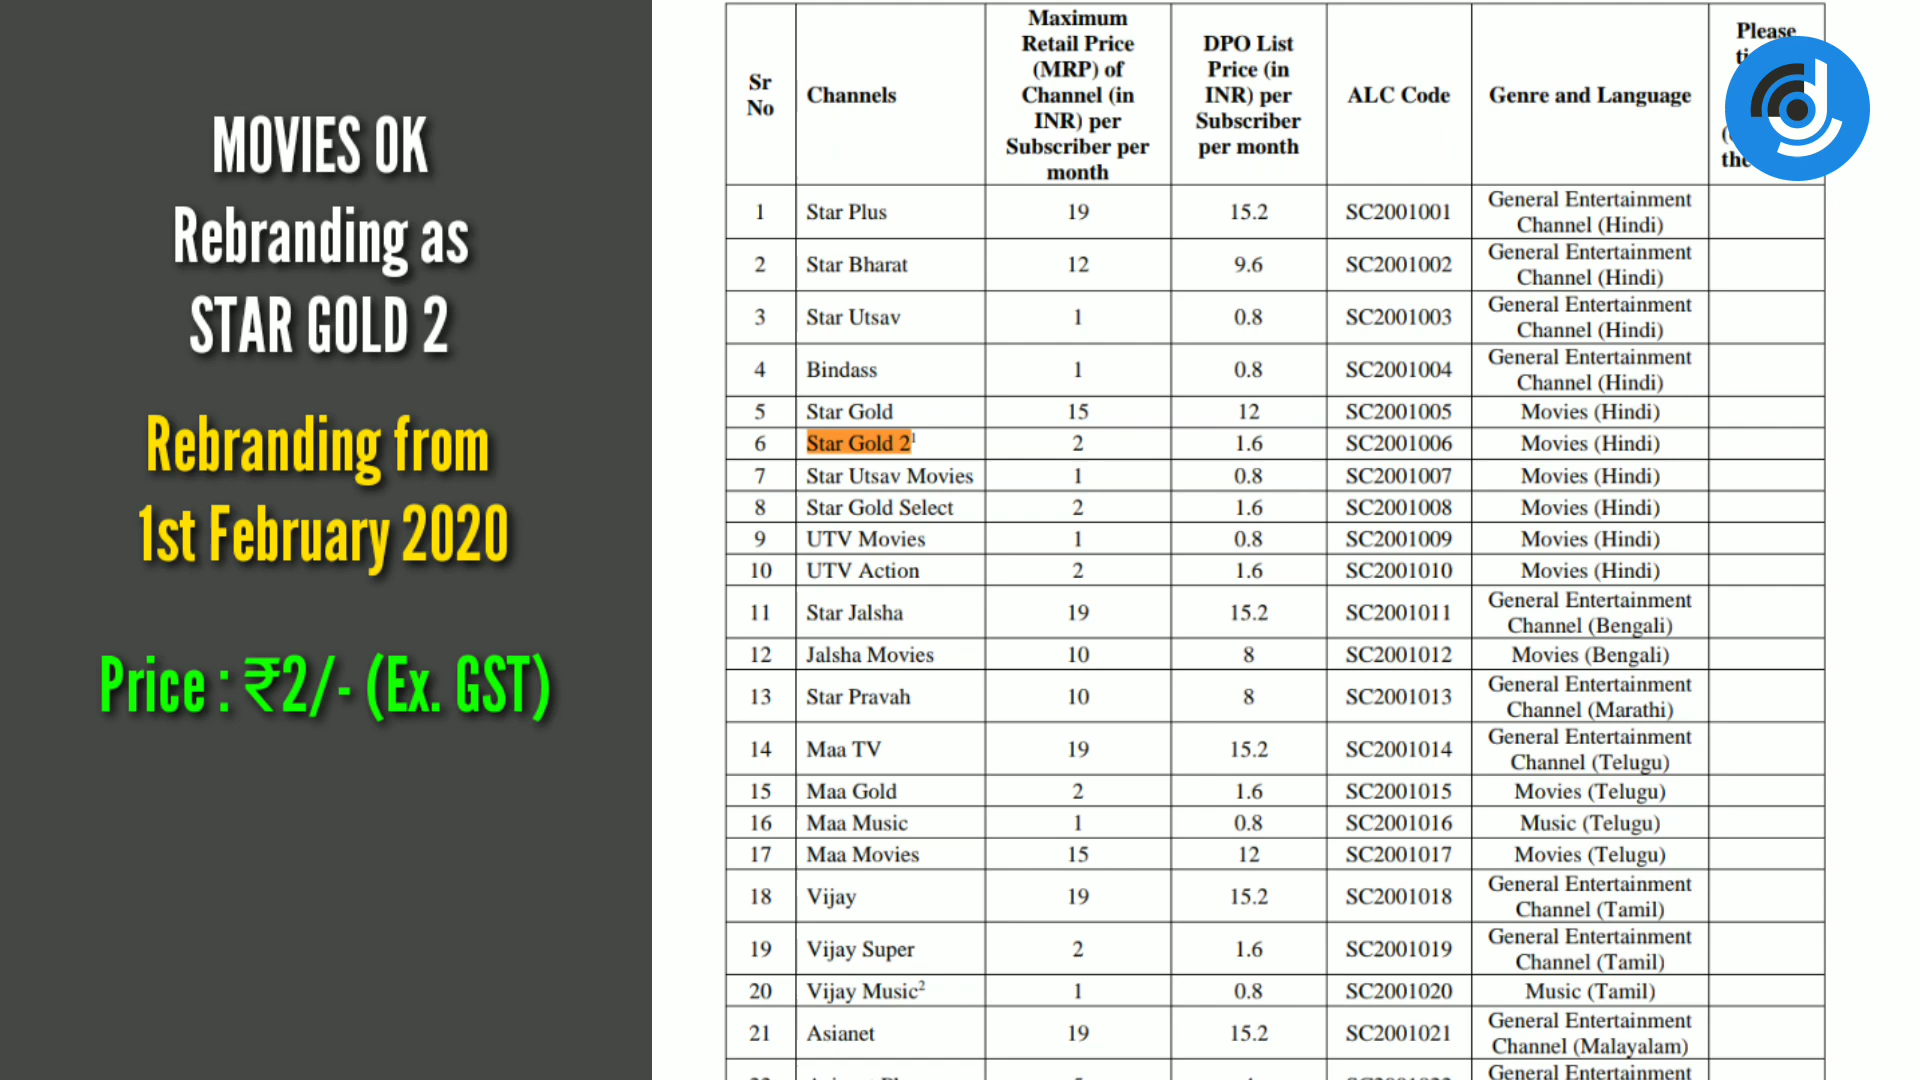 MOVIES OK
Rebranding as
STAR GOLD 2
Rebranding from
1st February 2020
Price : ₹2/- (Ex. GST)
Sr No | Channels | Maximum Retail Price (MRP) of Channel (in INR) per Subscriber per month | DPO List Price (in INR) per Subscriber per month | ALC Code | Genre and Language | Please
1 Star Plus 19 15.2 SC2001001 General Entertainment Channel (Hindi)
2 Star Bharat 12 9.6 SC2001002 General Entertainment Channel (Hindi)
3 Star Utsav 1 0.8 SC2001003 General Entertainment Channel (Hindi)
4 Bindass 1 0.8 SC2001004 General Entertainment Channel (Hindi)
5 Star Gold 15 12 SC2001005 Movies (Hindi)
6 Star Gold 2¹ 2 1.6 SC2001006 Movies (Hindi)
7 Star Utsav Movies 1 0.8 SC2001007 Movies (Hindi)
8 Star Gold Select 2 1.6 SC2001008 Movies (Hindi)
9 UTV Movies 1 0.8 SC2001009 Movies (Hindi)
10 UTV Action 2 1.6 SC2001010 Movies (Hindi)
11 Star Jalsha 19 15.2 SC2001011 General Entertainment Channel (Bengali)
12 Jalsha Movies 10 8 SC2001012 Movies (Bengali)
13 Star Pravah 10 8 SC2001013 General Entertainment Channel (Marathi)
14 Maa TV 19 15.2 SC2001014 General Entertainment Channel (Telugu)
15 Maa Gold 2 1.6 SC2001015 Movies (Telugu)
16 Maa Music 1 0.8 SC2001016 Music (Telugu)
17 Maa Movies 15 12 SC2001017 Movies (Telugu)
18 Vijay 19 15.2 SC2001018 General Entertainment Channel (Tamil)
19 Vijay Super 2 1.6 SC2001019 General Entertainment Channel (Tamil)
20 Vijay Music² 1 0.8 SC2001020 Music (Tamil)
21 Asianet 19 15.2 SC2001021 General Entertainment Channel (Malayalam)
General Entertainment